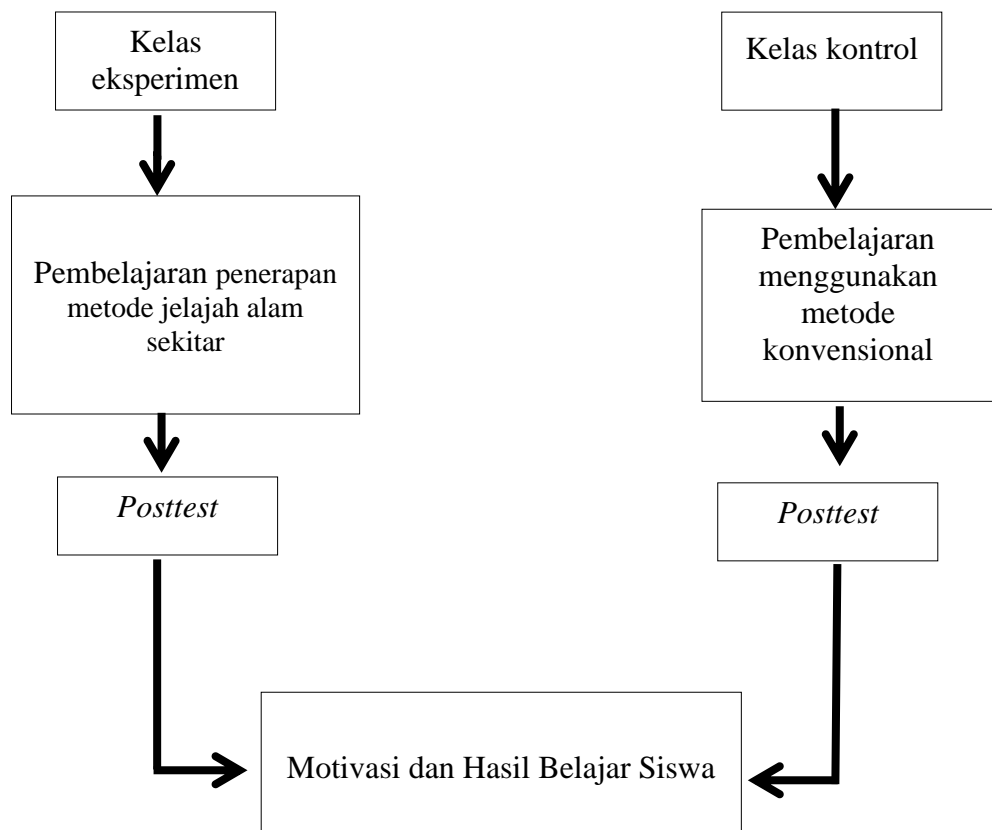 Kelas
eksperimen
Kelas kontrol
Pembelajaran penerapan
metode jelajah alam
sekitar
Pembelajaran
menggunakan
metode
konvensional
Posttest
Posttest
Motivasi dan Hasil Belajar Siswa